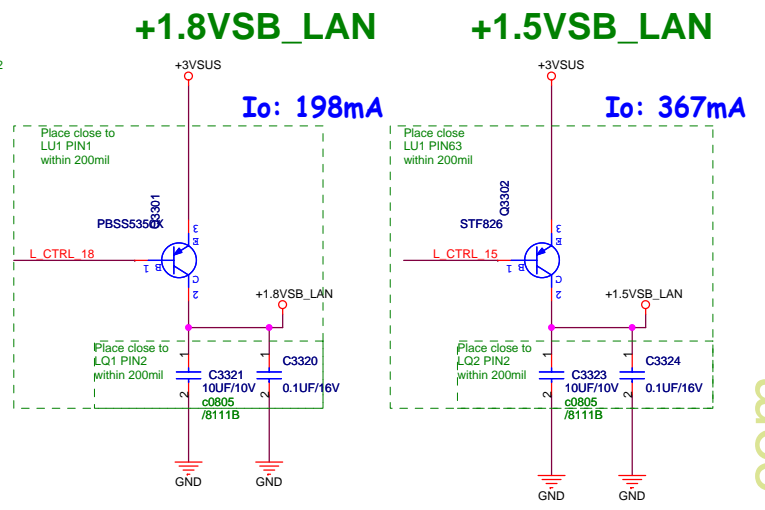 +1.8VSB_LAN
+1.5VSB_LAN
2
+3VSUS
Io: 198mA
Place close to
LU1 PIN1
within 200mil
Q3301
PBSS5350X
3
E
L_CTRL_18
1
B
C
2
+1.8VSB_LAN
Place close to
LQ1 PIN2
within 200mil
1
2
C3321
10UF/10V
c0805
/8111B
1
2
C3320
0.1UF/16V
GND
GND
+3VSUS
Io: 367mA
Place close
LU1 PIN63
within 200mil
Q3302
STF826
3
E
L_CTRL_15
1
B
C
2
+1.5VSB_LAN
Place close to
LQ2 PIN2
within 200mil
1
2
C3323
10UF/10V
c0805
/8111B
1
2
C3324
0.1UF/16V
GND
GND